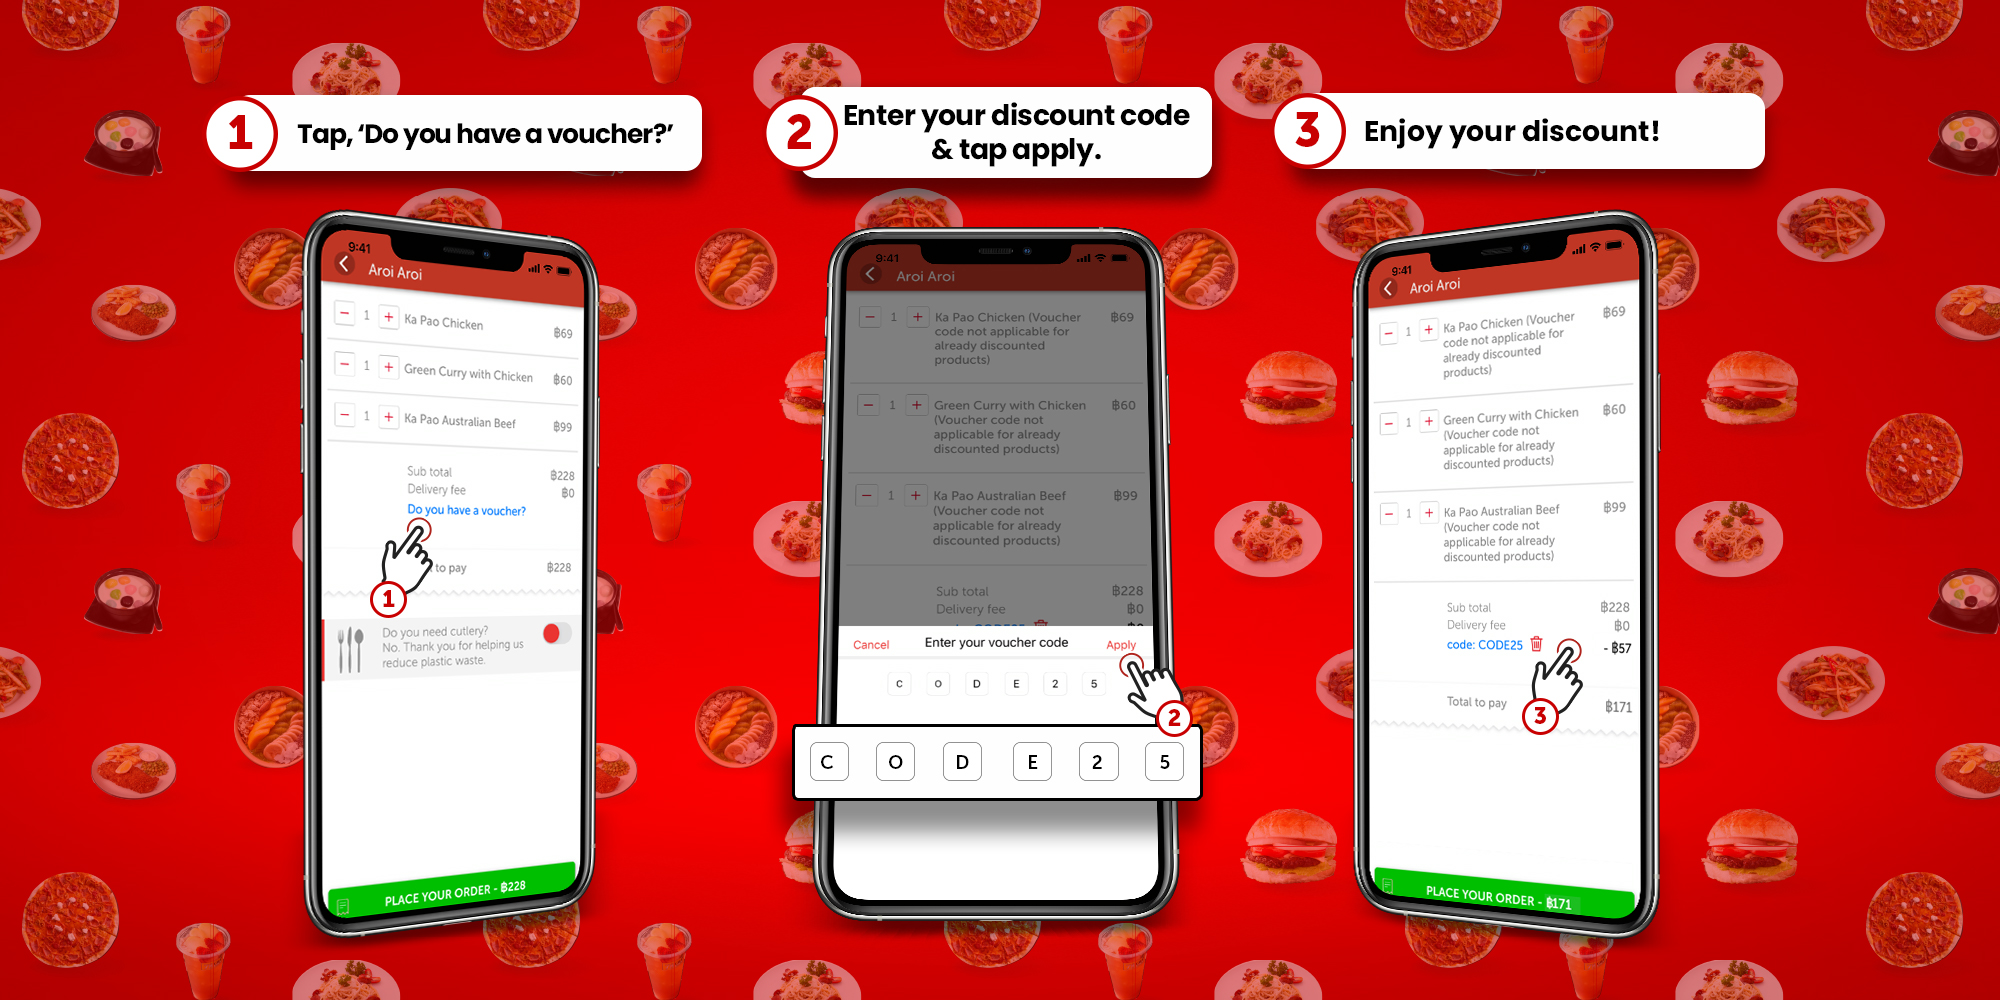 1
Tap, ‘Do you have a voucher?’
9:41
Aroi Aroi
− 1 + Ka Pao Chicken ฿69
− 1 + Green Curry with Chicken ฿60
− 1 + Ka Pao Australian Beef ฿99
Sub total ฿228
Delivery fee ฿0
Do you have a voucher?
to pay ฿228
1
Do you need cutlery?
No. Thank you for helping us
reduce plastic waste.
PLACE YOUR ORDER - ฿228
2
Enter your discount code
& tap apply.
9:41
Aroi Aroi
− 1 + Ka Pao Chicken (Voucher ฿69
code not applicable for
already discounted
products)
− 1 + Green Curry with Chicken ฿60
(Voucher code not
applicable for already
discounted products)
− 1 + Ka Pao Australian Beef ฿99
(Voucher code not
applicable for already
discounted products)
Sub total ฿228
Delivery fee ฿0
Cancel Enter your voucher code Apply
C O D E 2 5
2
C O D E 2 5
3
Enjoy your discount!
9:41
Aroi Aroi
− 1 + Ka Pao Chicken (Voucher ฿69
code not applicable for
already discounted
products)
− 1 + Green Curry with Chicken ฿60
(Voucher code not
applicable for already
discounted products)
− 1 + Ka Pao Australian Beef ฿99
(Voucher code not
applicable for already
discounted products)
Sub total ฿228
Delivery fee ฿0
code: CODE25 - ฿57
Total to pay ฿171
3
PLACE YOUR ORDER - ฿171